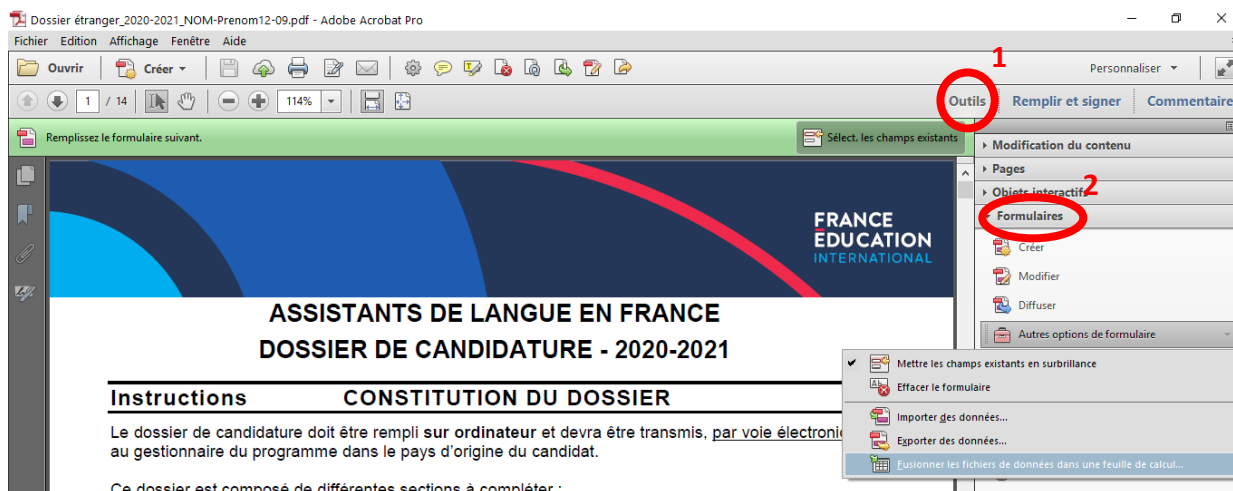 Dossier étranger_2020-2021_NOM-Prenom12-09.pdf - Adobe Acrobat Pro
Fichier Edition Affichage Fenêtre Aide
Ouvrir Créer
1
Personnaliser
1 / 14 114%
Outils Remplir et signer Commentaire
Remplissez le formulaire suivant.
Sélect. les champs existants
Modification du contenu
Pages
2
Objets interactifs
Formulaires
Créer
Modifier
Diffuser
Autres options de formulaire
FRANCE
ÉDUCATION
INTERNATIONAL
ASSISTANTS DE LANGUE EN FRANCE
DOSSIER DE CANDIDATURE - 2020-2021
Mettre les champs existants en surbrillance
Effacer le formulaire
Importer des données...
Exporter des données...
Fusionner les fichiers de données dans une feuille de calcul...
Instructions CONSTITUTION DU DOSSIER
Le dossier de candidature doit être rempli sur ordinateur et devra être transmis, par voie électroni
au gestionnaire du programme dans le pays d'origine du candidat.
Ce dossier est composé de différentes sections à compléter :